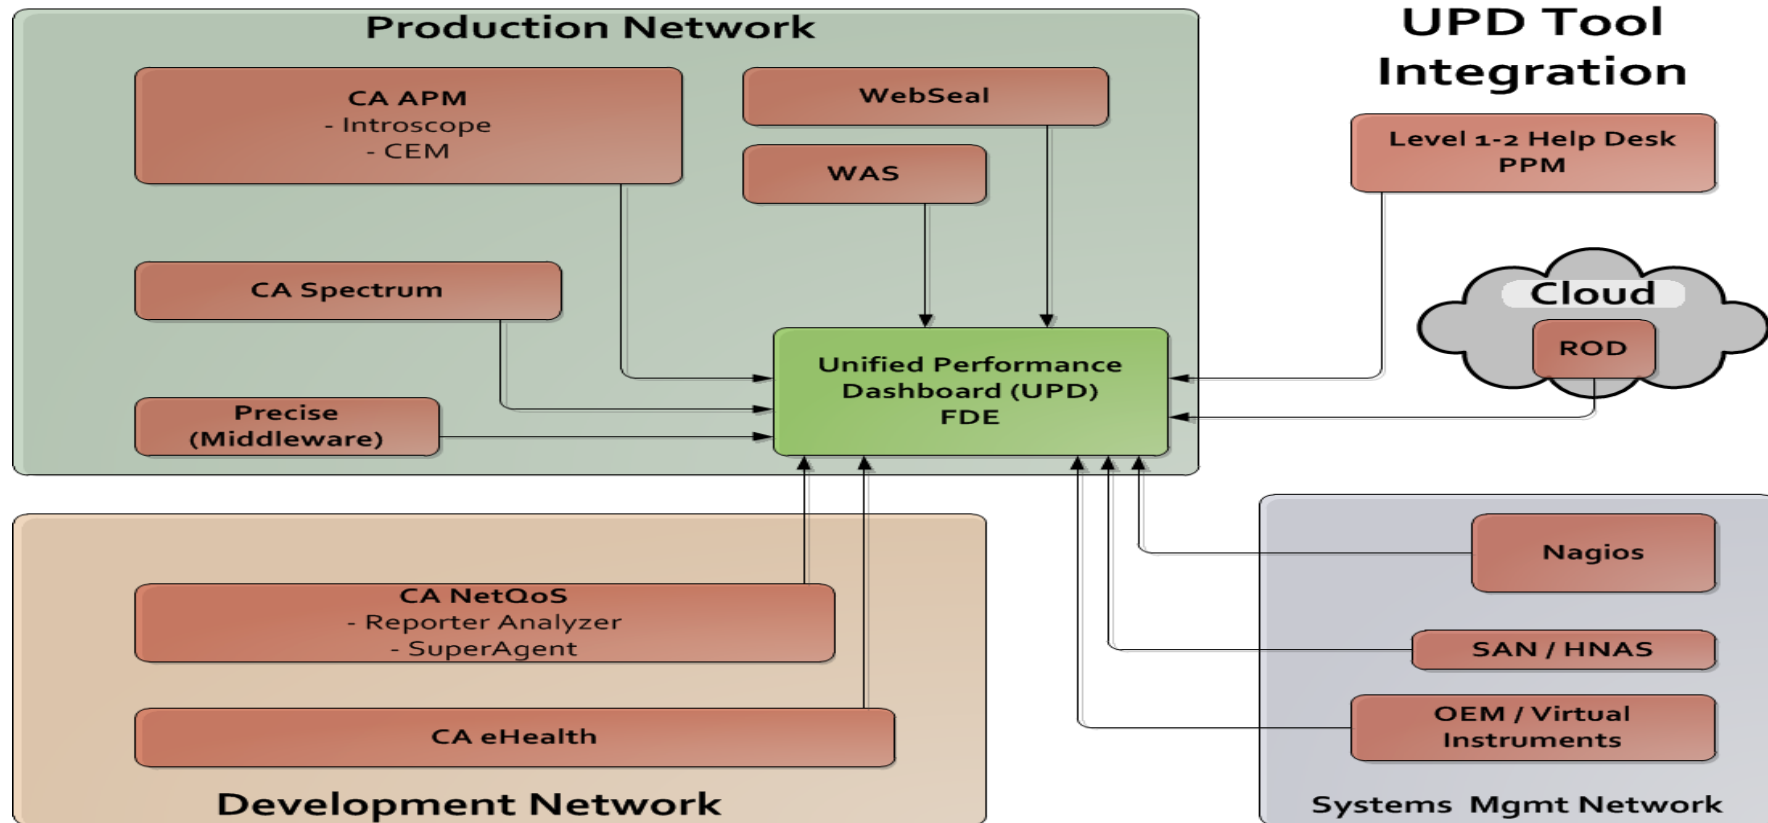 Production Network
UPD Tool
Integration
CA APM
- Introscope
- CEM
WebSeal
WAS
Level 1-2 Help Desk
PPM
CA Spectrum
Cloud
ROD
Unified Performance
Dashboard (UPD)
FDE
Precise
(Middleware)
CA NetQoS
- Reporter Analyzer
- SuperAgent
CA eHealth
Development Network
Nagios
SAN / HNAS
OEM / Virtual
Instruments
Systems Mgmt Network